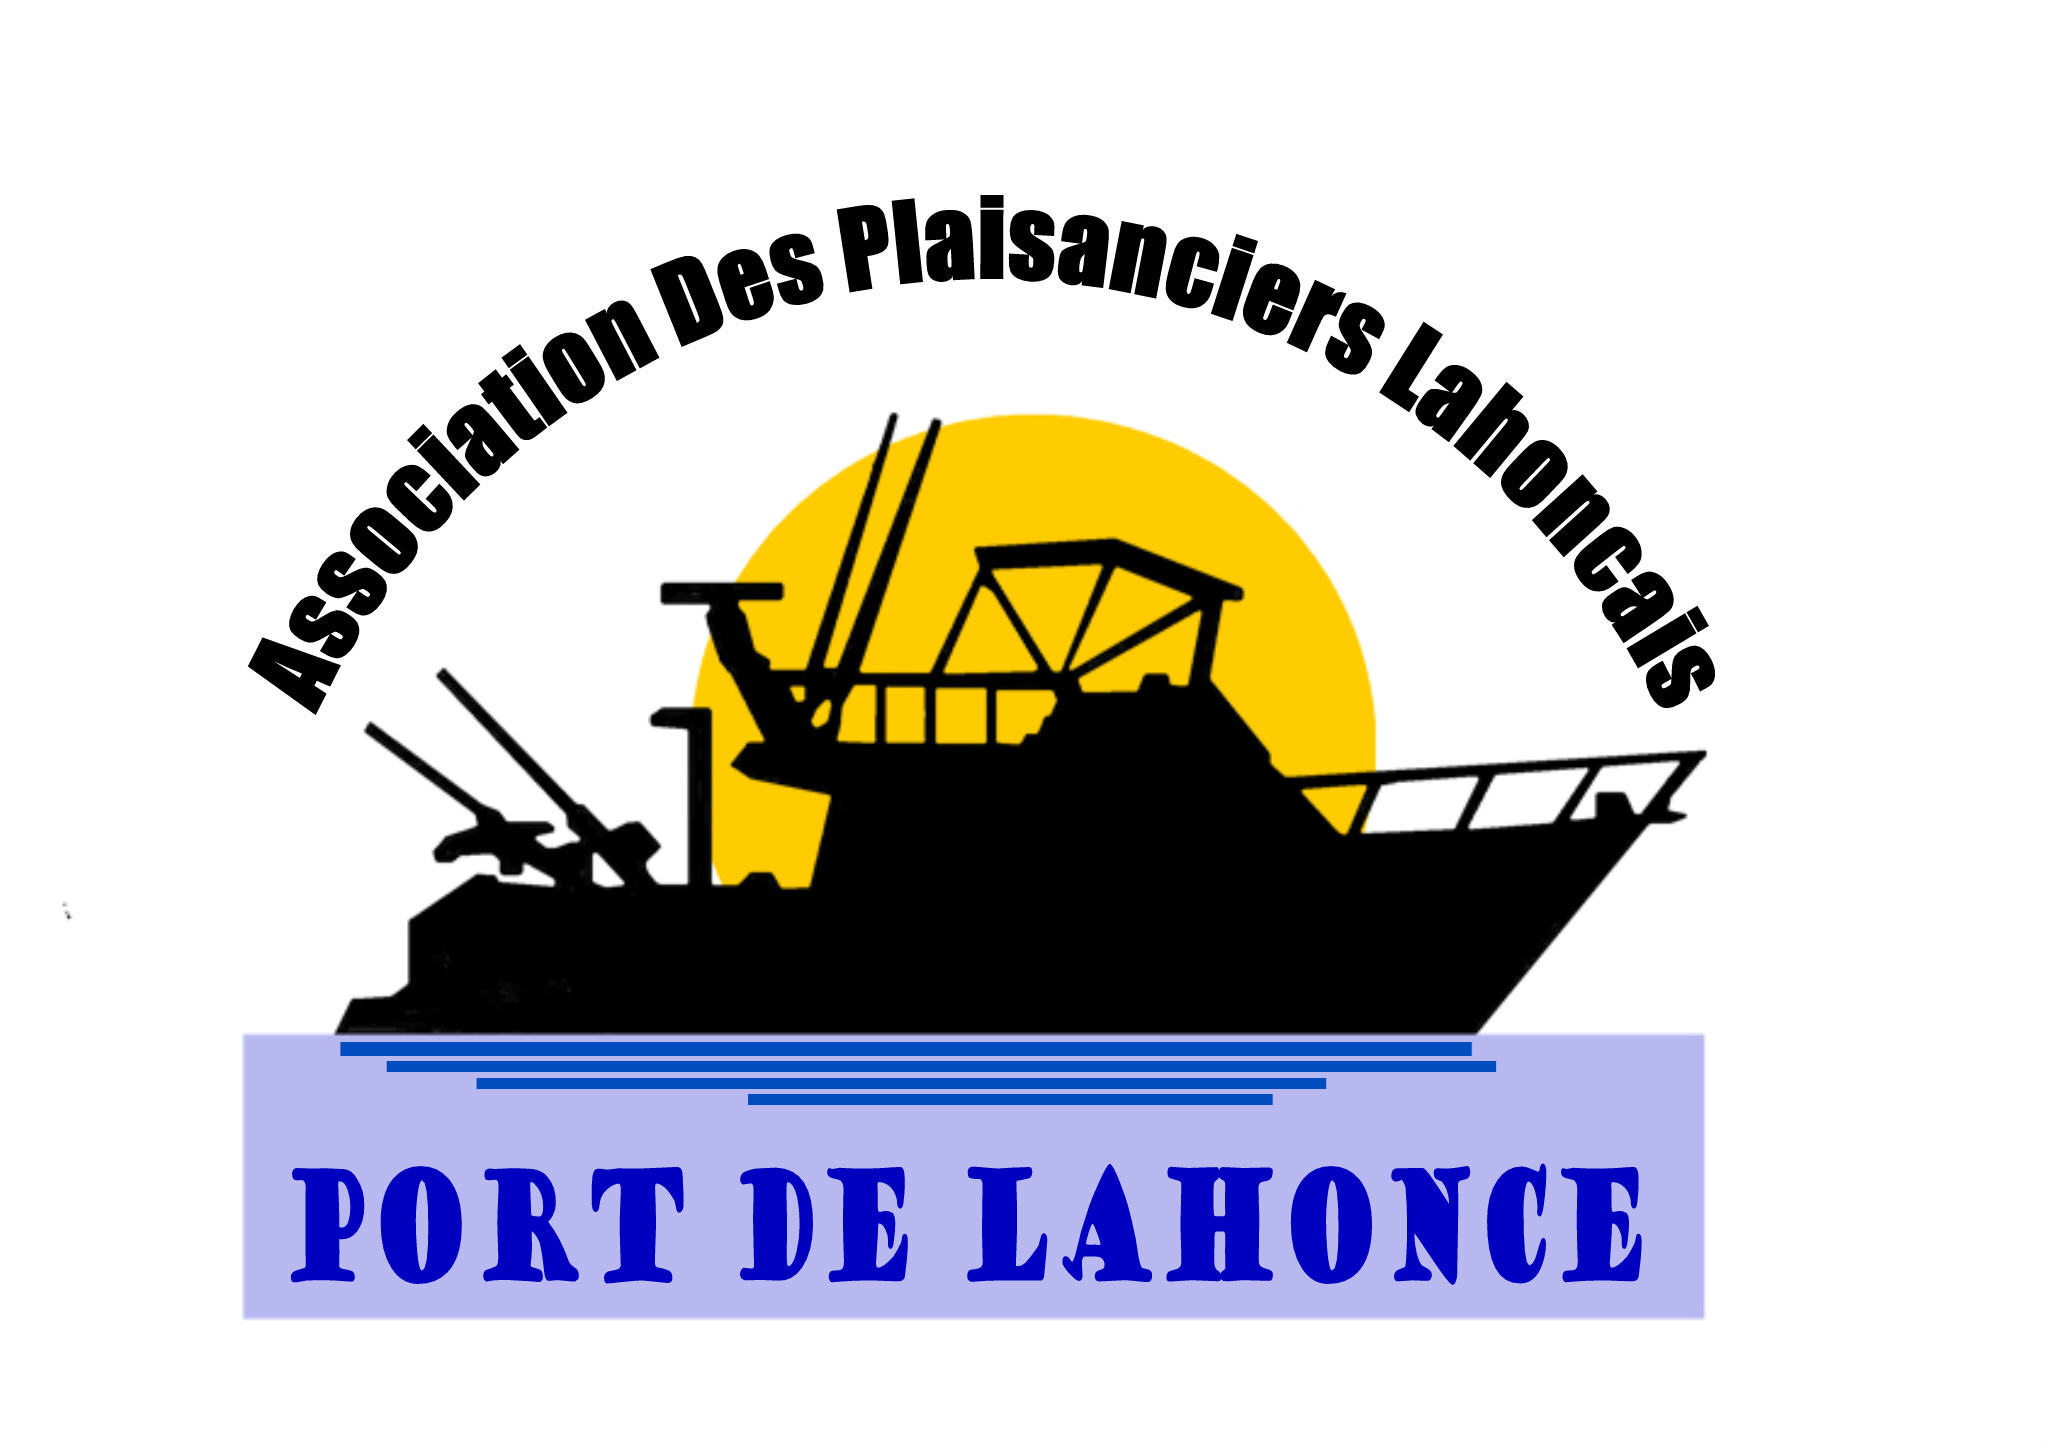 Association Des Plaisanciers Lahoncais
PORT DE LAHONCE